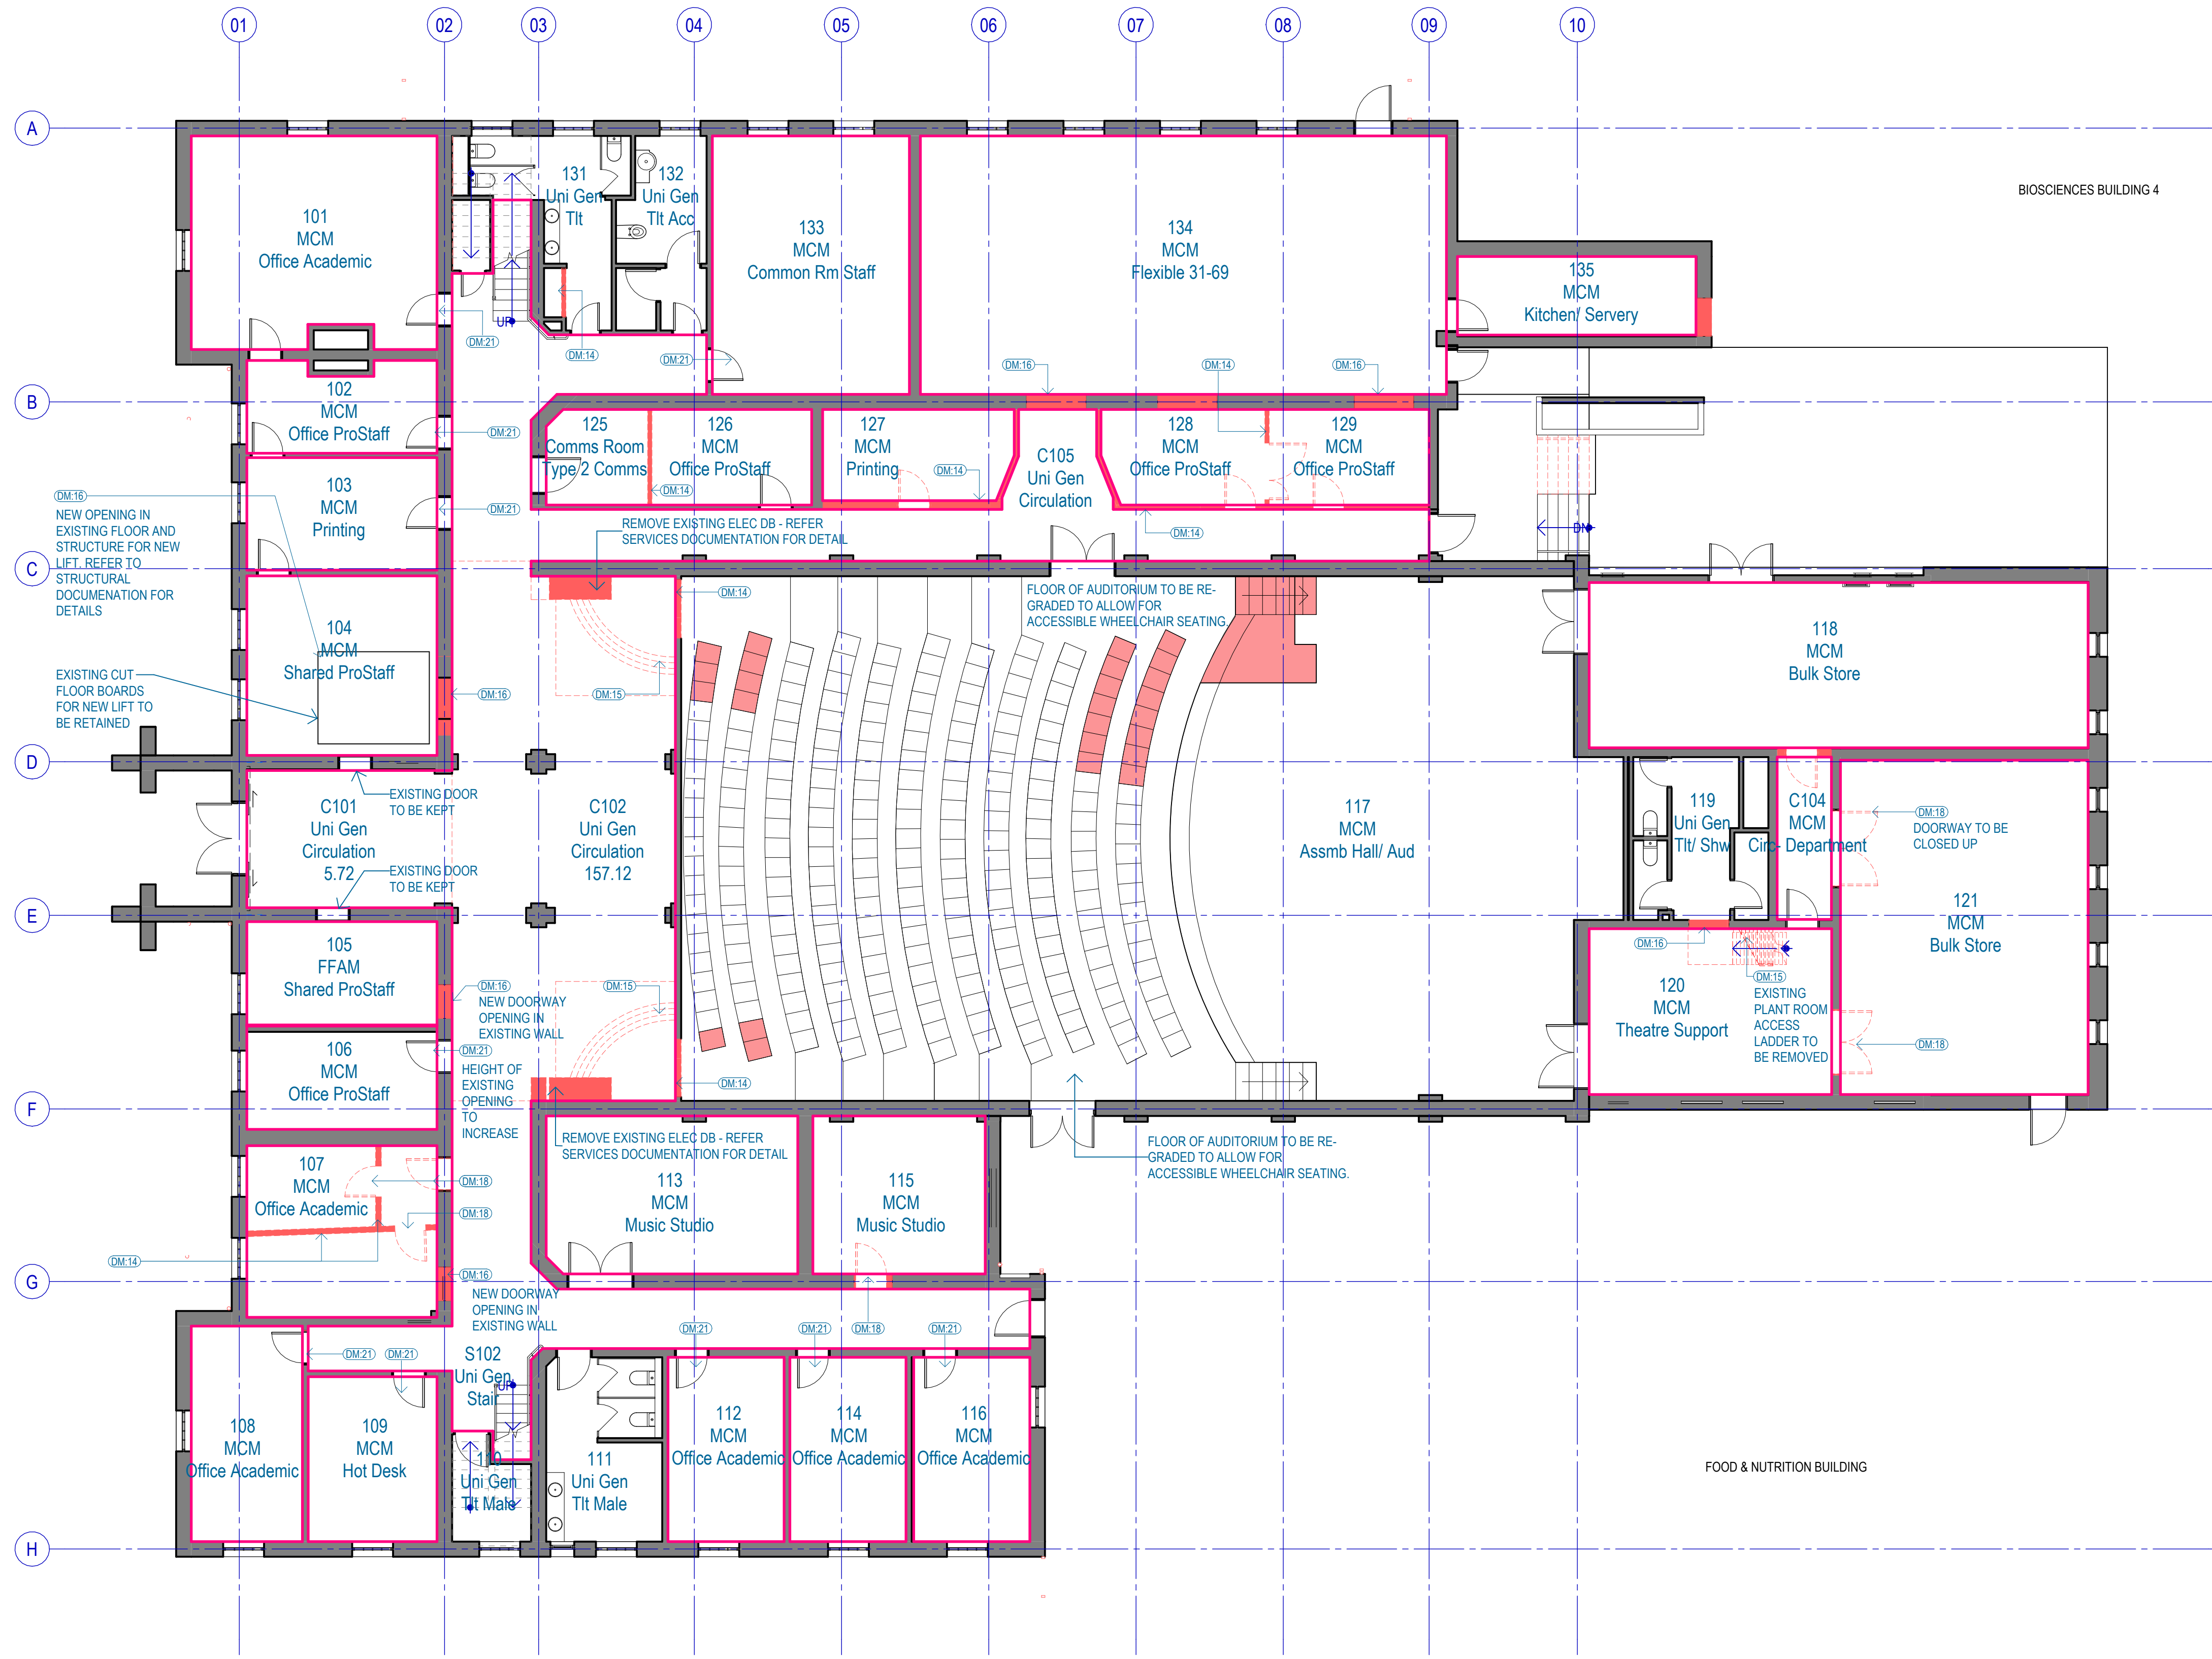 01
02
03
04
05
06
07
08
09
10
A
B
C
D
E
F
G
H
BIOSCIENCES BUILDING 4
101
MCM
Office Academic
131
Uni Gen
Tlt
132
Uni Gen
Tlt Acc
133
MCM
Common Rm Staff
134
MCM
Flexible 31-69
135
MCM
Kitchen/ Servery
UP
DM:21
DM:14
DM:21
DM:16
DM:14
DM:16
102
MCM
Office ProStaff
DM:21
125
Comms Room
Type 2 Comms
126
MCM
Office ProStaff
127
MCM
Printing
128
MCM
Office ProStaff
129
MCM
Office ProStaff
C105
Uni Gen
Circulation
DM:14
DM:14
DM:14
103
MCM
Printing
DM:21
DM:16
NEW OPENING IN
EXISTING FLOOR AND
STRUCTURE FOR NEW
LIFT. REFER TO
STRUCTURAL
DOCUMENATION FOR
DETAILS
REMOVE EXISTING ELEC DB - REFER
SERVICES DOCUMENTATION FOR DETAIL
DN
104
MCM
Shared ProStaff
DM:14
FLOOR OF AUDITORIUM TO BE RE-
GRADED TO ALLOW FOR
ACCESSIBLE WHEELCHAIR SEATING.
118
MCM
Bulk Store
EXISTING CUT
FLOOR BOARDS
FOR NEW LIFT TO
BE RETAINED
DM:16
DM:15
EXISTING DOOR
TO BE KEPT
C101
Uni Gen
Circulation
5.72
C102
Uni Gen
Circulation
157.12
117
MCM
Assmb Hall/ Aud
119
Uni Gen
Tlt/ Shw
C104
MCM
Circ- Department
DM:18
DOORWAY TO BE
CLOSED UP
EXISTING DOOR
TO BE KEPT
105
FFAM
Shared ProStaff
DM:16
NEW DOORWAY
OPENING IN
EXISTING WALL
DM:15
121
MCM
Bulk Store
DM:16
120
MCM
Theatre Support
DM:15
EXISTING
PLANT ROOM
ACCESS
LADDER TO
BE REMOVED
DM:18
106
MCM
Office ProStaff
DM:21
HEIGHT OF
EXISTING
OPENING
TO
INCREASE
DM:14
REMOVE EXISTING ELEC DB - REFER
SERVICES DOCUMENTATION FOR DETAIL
FLOOR OF AUDITORIUM TO BE RE-
GRADED TO ALLOW FOR
ACCESSIBLE WHEELCHAIR SEATING.
107
MCM
Office Academic
DM:18
DM:18
DM:14
113
MCM
Music Studio
115
MCM
Music Studio
DM:16
NEW DOORWAY
OPENING IN
EXISTING WALL
DM:21
DM:21
DM:18
DM:21
DM:21
DM:21
S102
Uni Gen
Stair
UP
108
MCM
Office Academic
109
MCM
Hot Desk
110
Uni Gen
Tlt Male
111
Uni Gen
Tlt Male
112
MCM
Office Academic
114
MCM
Office Academic
116
MCM
Office Academic
FOOD & NUTRITION BUILDING